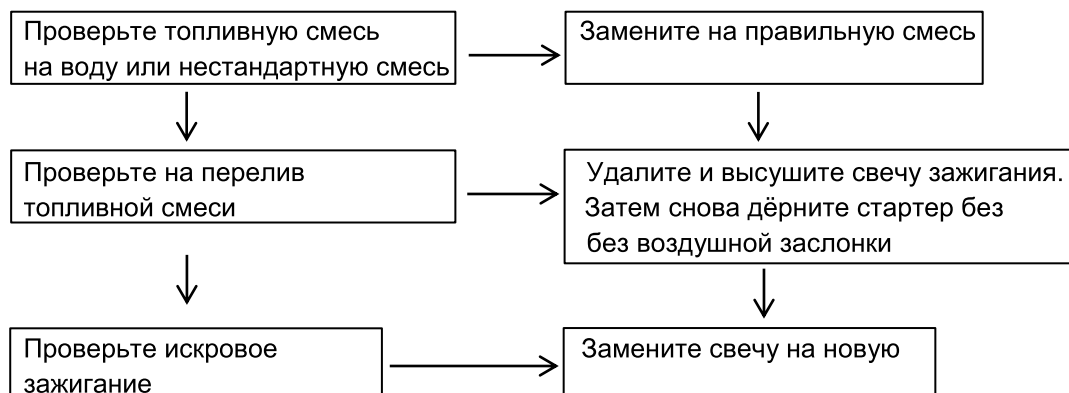 Проверьте топливную смесь
на воду или нестандартную смесь
Замените на правильную смесь
Проверьте на перелив
топливной смеси
Удалите и высушите свечу зажигания.
Затем снова дёрните стартер без
без воздушной заслонки
Проверьте искровое
зажигание
Замените свечу на новую